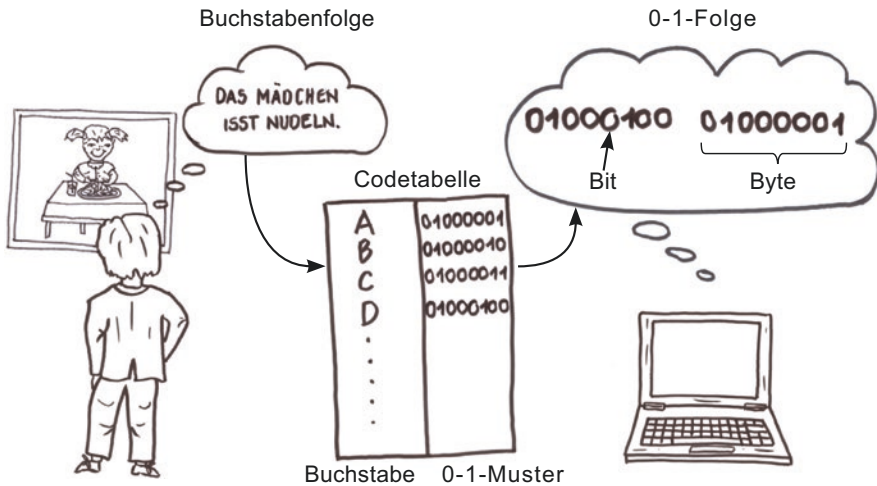 Buchstabenfolge
0-1-Folge
DAS MÄDCHEN
ISST NUDELN.
01000100 01000001
Bit
Byte
Codetabelle
A 01000001
B 01000010
C 01000011
D 01000100
Buchstabe 0-1-Muster